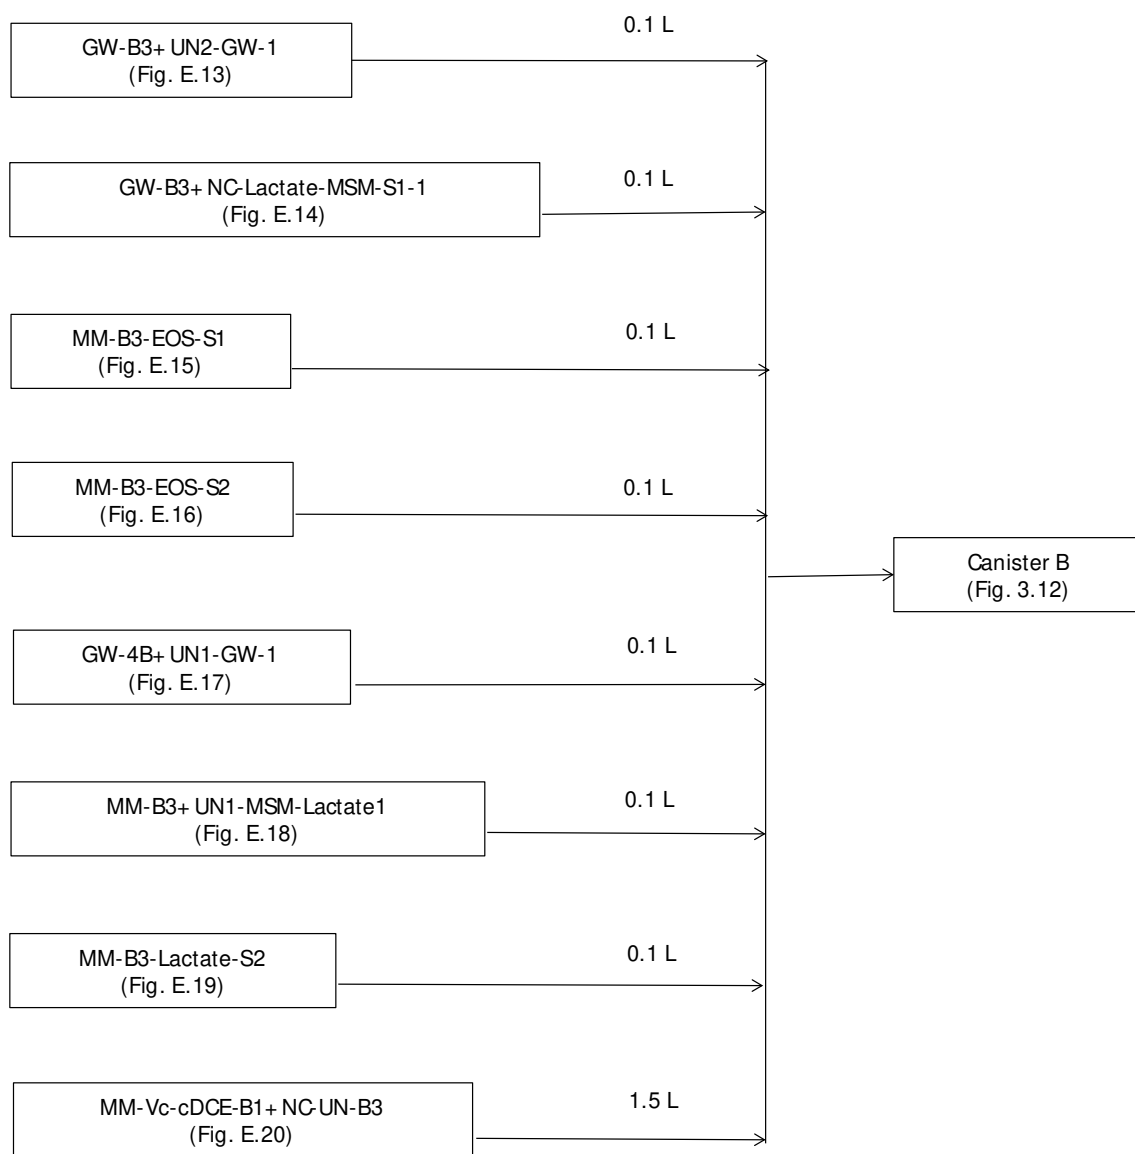 0.1 L
GW-B3+ UN2-GW-1
(Fig. E.13)
0.1 L
GW-B3+ NC-Lactate-MSM-S1-1
(Fig. E.14)
0.1 L
MM-B3-EOS-S1
(Fig. E.15)
0.1 L
MM-B3-EOS-S2
(Fig. E.16)
Canister B
(Fig. 3.12)
0.1 L
GW-4B+ UN1-GW-1
(Fig. E.17)
0.1 L
MM-B3+ UN1-MSM-Lactate1
(Fig. E.18)
0.1 L
MM-B3-Lactate-S2
(Fig. E.19)
1.5 L
MM-Vc-cDCE-B1+ NC-UN-B3
(Fig. E.20)